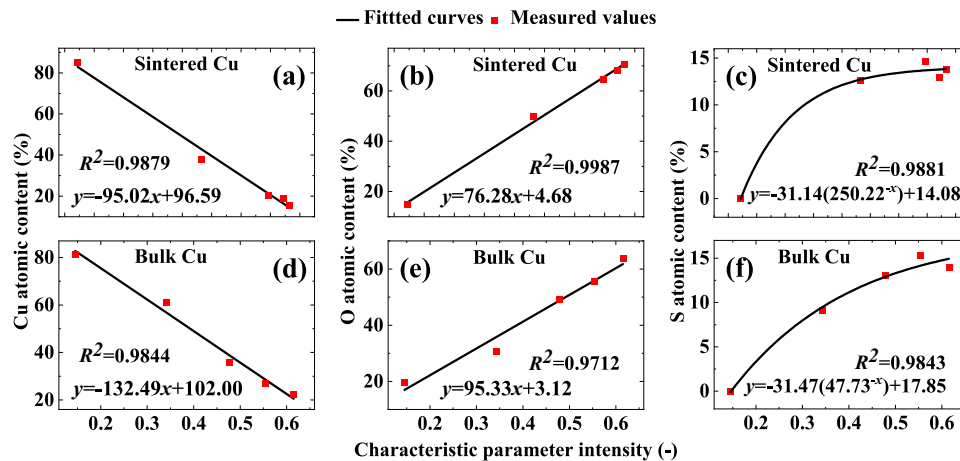 Fittted curves Measured values
Cu atomic content (%)
80
60
40
20
Sintered Cu
(a)
R²=0.9879
y=-95.02x+96.59
O atomic content (%)
60
40
20
(b)
Sintered Cu
R²=0.9987
y=76.28x+4.68
S atomic content (%)
15
10
5
0
(c)
Sintered Cu
R²=0.9881
y=-31.14(250.22⁻ˣ)+14.08
80
60
40
20
Bulk Cu
(d)
R²=0.9844
y=-132.49x+102.00
0.2 0.3 0.4 0.5 0.6
60
40
20
Bulk Cu
(e)
R²=0.9712
y=95.33x+3.12
0.2 0.3 0.4 0.5 0.6
15
10
5
0
Bulk Cu
(f)
R²=0.9843
y=-31.47(47.73⁻ˣ)+17.85
0.2 0.3 0.4 0.5 0.6
Characteristic parameter intensity (-)